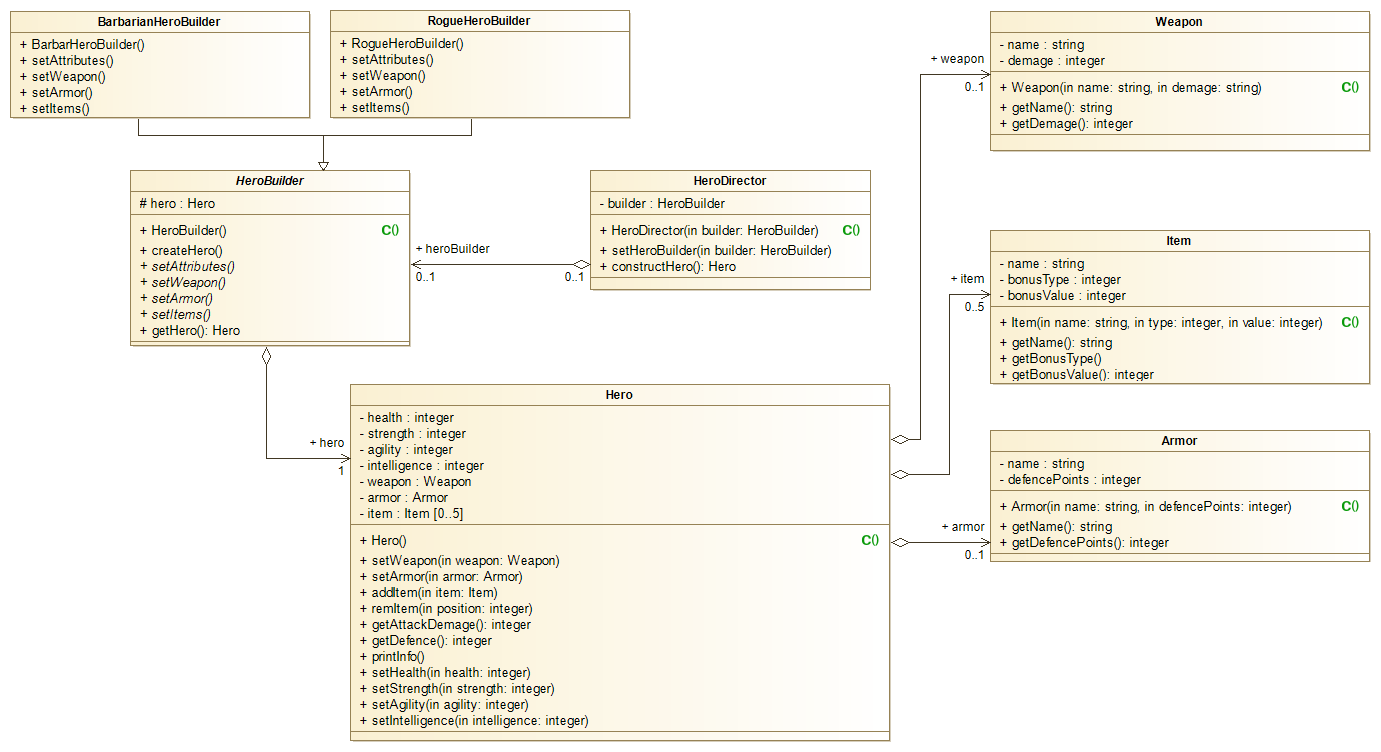 BarbarianHeroBuilder
+ BarbarHeroBuilder()
+ setAttributes()
+ setWeapon()
+ setArmor()
+ setItems()
RogueHeroBuilder
+ RogueHeroBuilder()
+ setAttributes()
+ setWeapon()
+ setArmor()
+ setItems()
Weapon
- name : string
- demage : integer
+ Weapon(in name: string, in demage: string) C()
+ getName(): string
+ getDemage(): integer
+ weapon
0..1
HeroBuilder
# hero : Hero
+ HeroBuilder() C()
+ createHero()
+ setAttributes()
+ setWeapon()
+ setArmor()
+ setItems()
+ getHero(): Hero
+ heroBuilder
0..1
0..1
HeroDirector
- builder : HeroBuilder
+ HeroDirector(in builder: HeroBuilder) C()
+ setHeroBuilder(in builder: HeroBuilder)
+ constructHero(): Hero
Item
- name : string
- bonusType : integer
- bonusValue : integer
+ Item(in name: string, in type: integer, in value: integer) C()
+ getName(): string
+ getBonusType()
+ getBonusValue(): integer
+ item
0..5
+ hero
1
Hero
- health : integer
- strength : integer
- agility : integer
- intelligence : integer
- weapon : Weapon
- armor : Armor
- item : Item [0..5]
+ Hero() C()
+ setWeapon(in weapon: Weapon)
+ setArmor(in armor: Armor)
+ addItem(in item: Item)
+ remItem(in position: integer)
+ getAttackDemage(): integer
+ getDefence(): integer
+ printInfo()
+ setHealth(in health: integer)
+ setStrength(in strength: integer)
+ setAgility(in agility: integer)
+ setIntelligence(in intelligence: integer)
+ armor
0..1
Armor
- name : string
- defencePoints : integer
+ Armor(in name: string, in defencePoints: integer) C()
+ getName(): string
+ getDefencePoints(): integer